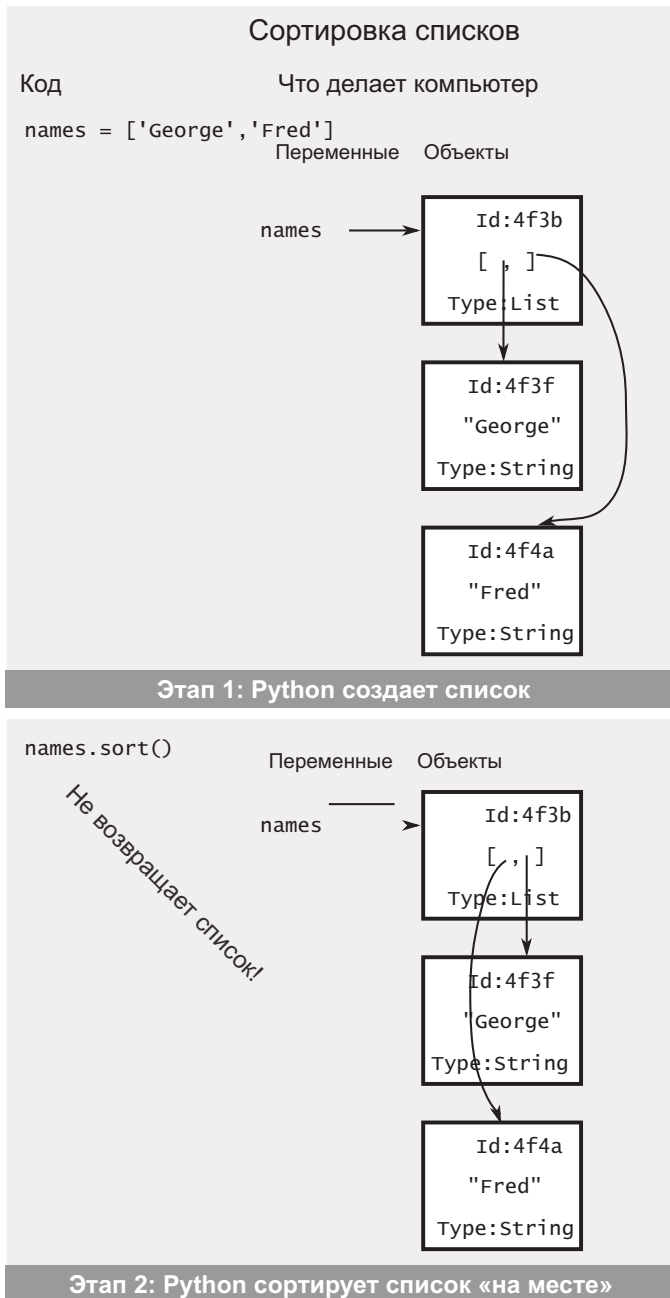 Сортировка списков
Код Что делает компьютер
names = ['George','Fred']
Переменные Объекты
names
Id:4f3b
[ , ]
Type:List
Id:4f3f
"George"
Type:String
Id:4f4a
"Fred"
Type:String
Этап 1: Python создает список
names.sort()
Переменные Объекты
Не возвращает список!
names
Id:4f3b
[ , ]
Type:List
Id:4f3f
"George"
Type:String
Id:4f4a
"Fred"
Type:String
Этап 2: Python сортирует список «на месте»